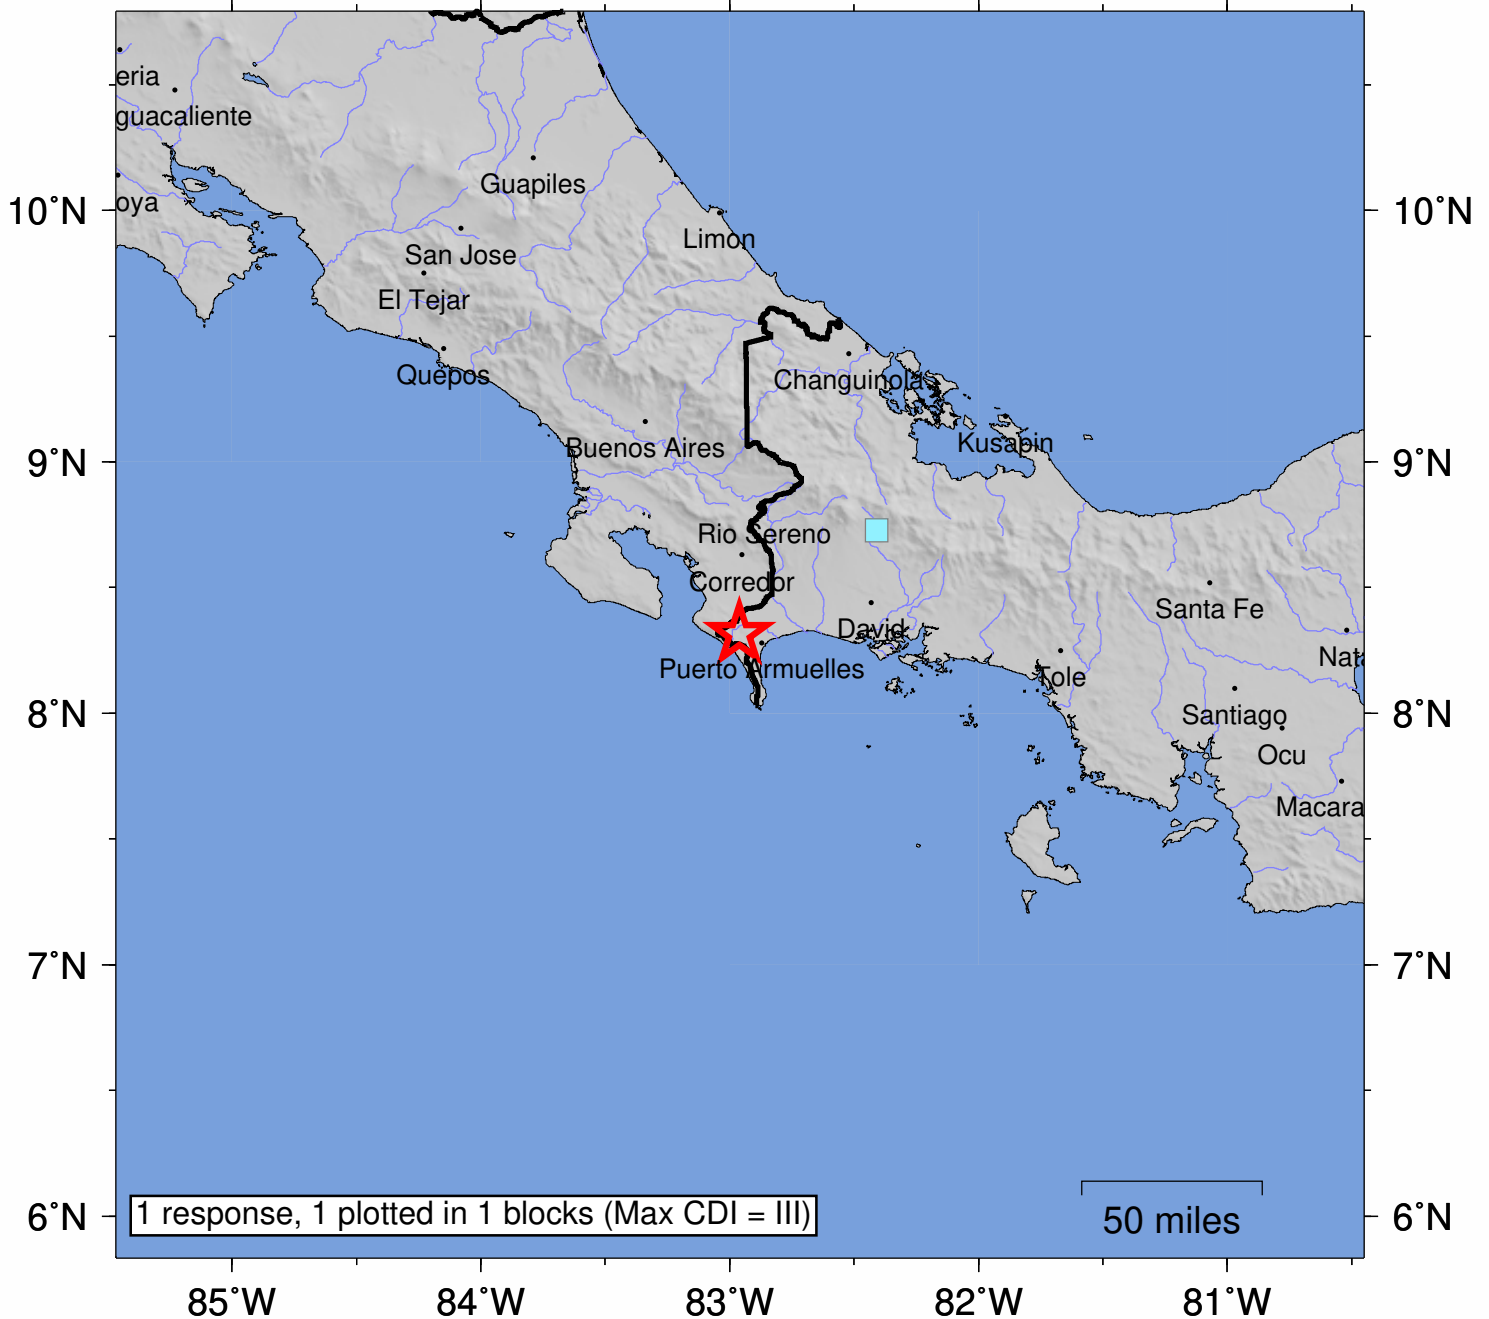 eria
guacaliente
Guapiles
oya
10°N
10°N
Limon
San Jose
El Tejar
Quepos
Changuinola
Kusapin
Buenos Aires
9°N
9°N
Rio Sereno
Corredor
Santa Fe
David
Nata
Puerto Armuelles
Tole
8°N
8°N
Santiago
Ocu
Macara
7°N
7°N
6°N
1 response, 1 plotted in 1 blocks (Max CDI = III)
50 miles
6°N
85°W
84°W
83°W
82°W
81°W